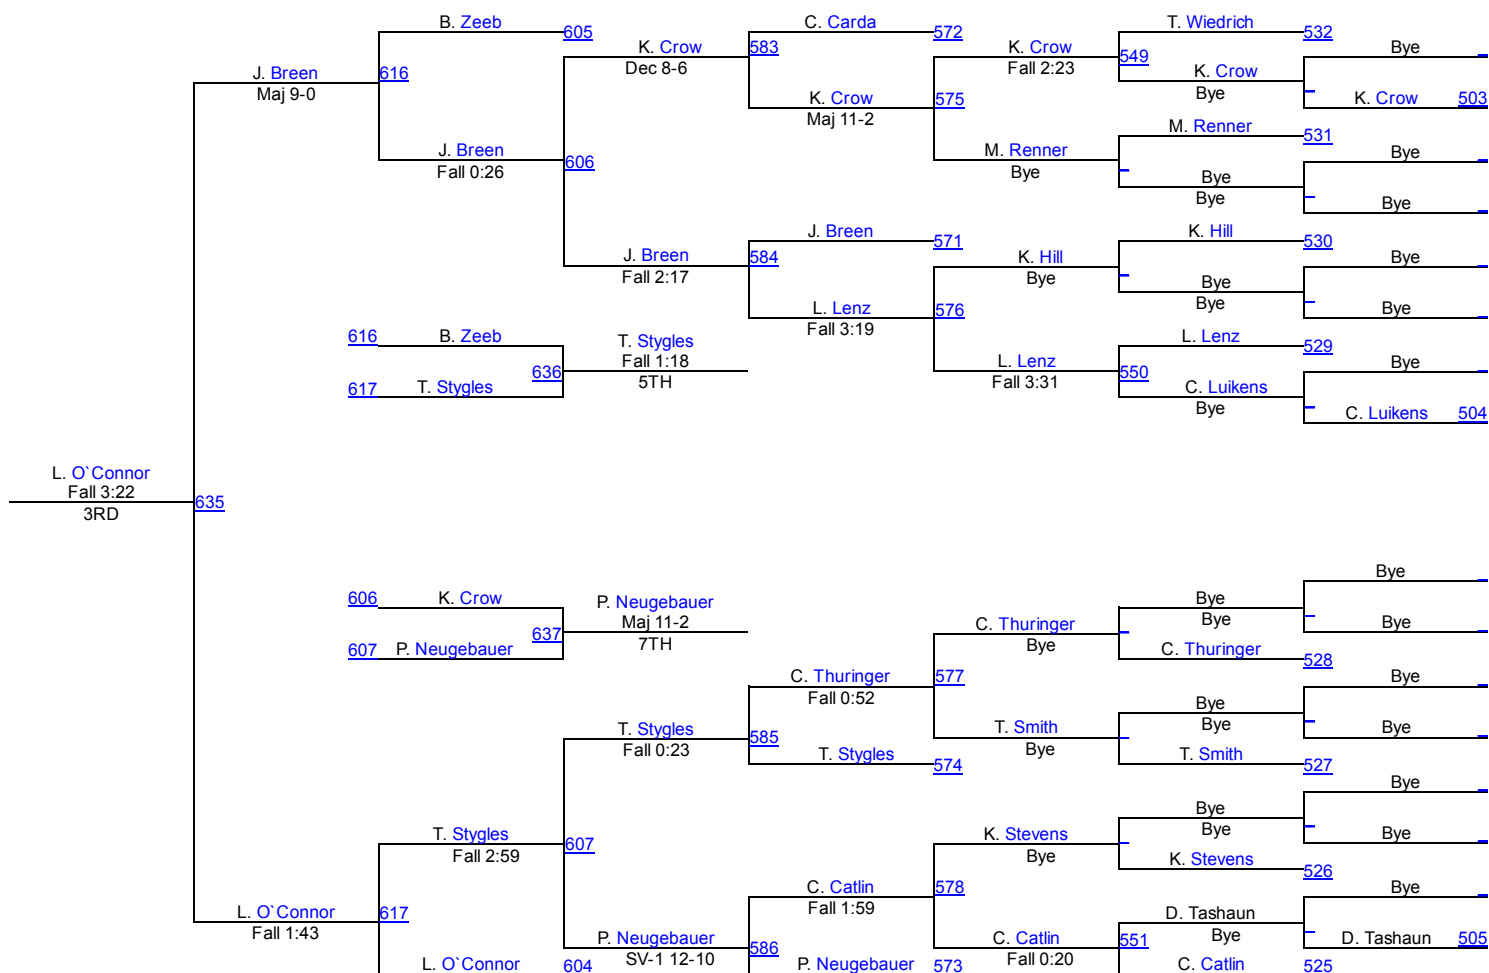 B. Zeeb
605
C. Carda
572
T. Wiedrich
532
K. Crow
583
Dec 8-6
K. Crow
Fall 2:23
549
Bye
J. Breen
616
Maj 9-0
K. Crow
Bye
K. Crow
Maj 11-2
575
K. Crow 503
M. Renner
531
J. Breen
Fall 0:26
606
M. Renner
Bye
Bye
Bye
Bye
Bye
J. Breen
571
K. Hill
530
J. Breen
584
Fall 2:17
K. Hill
Bye
Bye
Bye
Bye
L. Lenz
576
Fall 3:19
Bye
616 B. Zeeb
T. Stygles
Fall 1:18
636
5TH
617 T. Stygles
L. Lenz
529
L. Lenz
Fall 3:31
550
Bye
C. Luikens
Bye
C. Luikens 504
L. O`Connor
Fall 3:22
635
3RD
606 K. Crow
P. Neugebauer
Maj 11-2
637
7TH
607 P. Neugebauer
Bye
Bye
Bye
Bye
C. Thuringer
Bye
C. Thuringer
528
C. Thuringer
577
Fall 0:52
Bye
Bye
Bye
Bye
T. Stygles
585
Fall 0:23
T. Smith
Bye
T. Stygles
574
T. Smith
527
Bye
Bye
Bye
Bye
T. Stygles
607
Fall 2:59
K. Stevens
Bye
K. Stevens
526
C. Catlin
578
Fall 1:59
Bye
L. O`Connor
617
Fall 1:43
D. Tashaun
Bye
P. Neugebauer
586
SV-1 12-10
C. Catlin
551
Fall 0:20
D. Tashaun 505
L. O`Connor 604
P. Neugebauer 573
C. Catlin 525